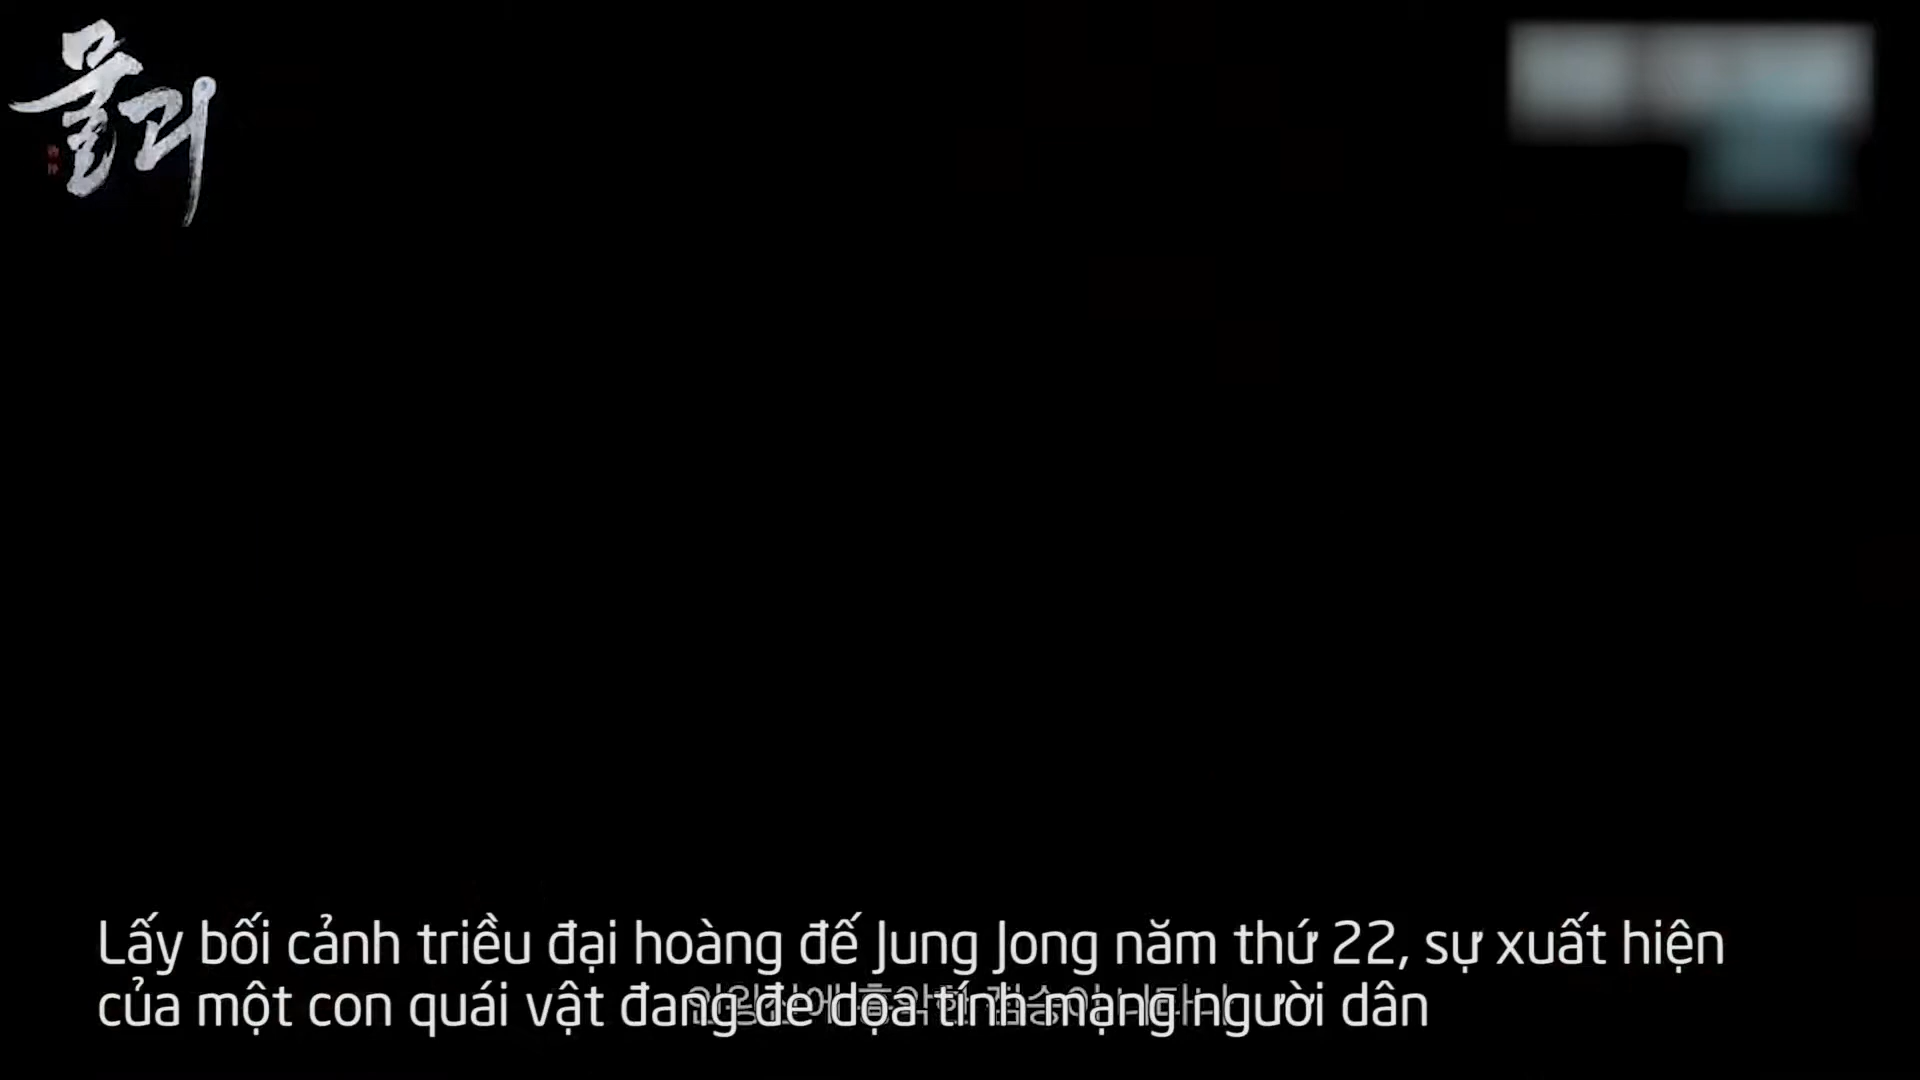 물괴
Lấy bối cảnh triều đại hoàng đế Jung Jong năm thứ 22, sự xuất hiện
của một con quái vật đang đe dọa tính mạng người dân